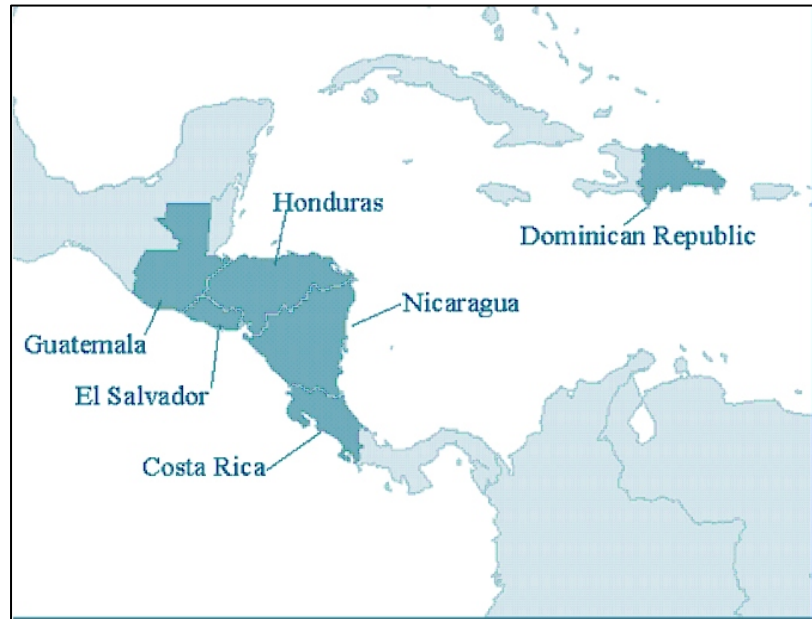 Honduras
Dominican Republic
Nicaragua
Guatemala
El Salvador
Costa Rica